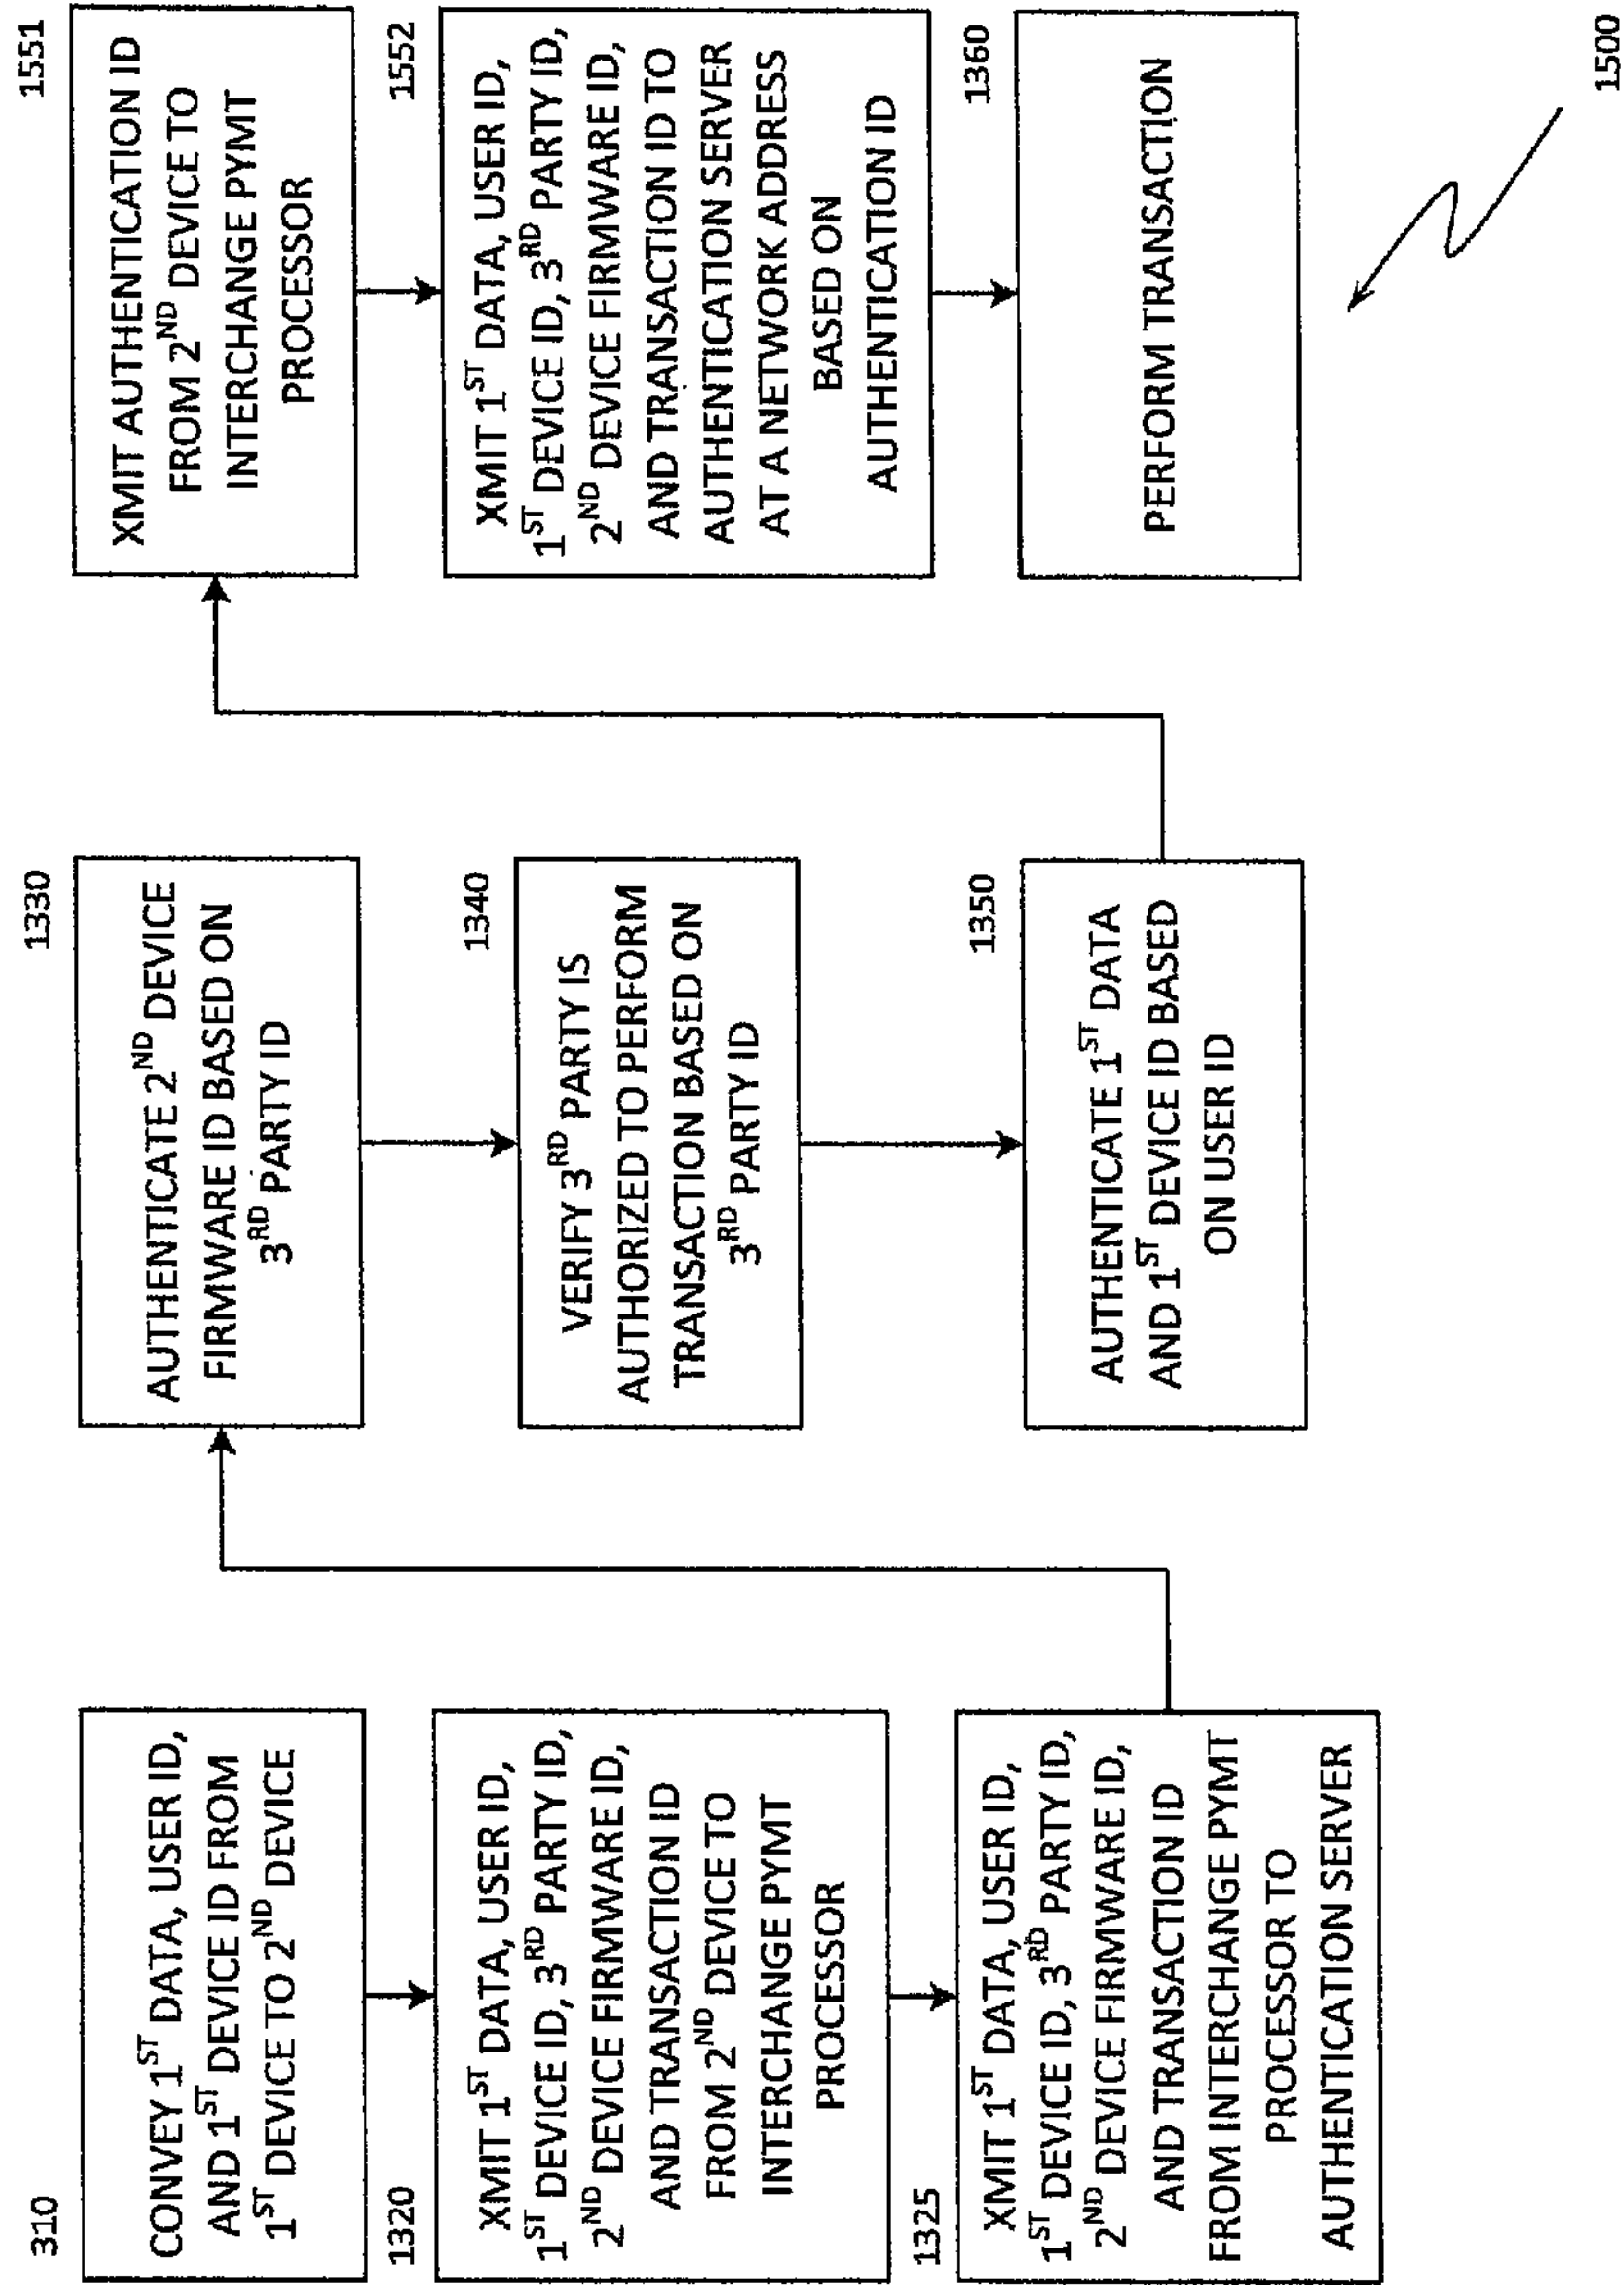 310
CONVEY 1ST DATA, USER ID,
AND 1ST DEVICE ID FROM
1ST DEVICE TO 2ND DEVICE
1320
XMIT 1ST DATA, USER ID,
1ST DEVICE ID, 3RD PARTY ID,
2ND DEVICE FIRMWARE ID,
AND TRANSACTION ID
FROM 2ND DEVICE TO
INTERCHANGE PYMT
PROCESSOR
1325
XMIT 1ST DATA, USER ID,
1ST DEVICE ID, 3RD PARTY ID,
2ND DEVICE FIRMWARE ID,
AND TRANSACTION ID
FROM INTERCHANGE PYMT
PROCESSOR TO
AUTHENTICATION SERVER
1330
AUTHENTICATE 2ND DEVICE
FIRMWARE ID BASED ON
3RD PARTY ID
1340
VERIFY 3RD PARTY IS
AUTHORIZED TO PERFORM
TRANSACTION BASED ON
3RD PARTY ID
1350
AUTHENTICATE 1ST DATA
AND 1ST DEVICE ID BASED
ON USER ID
1551
XMIT AUTHENTICATION ID
FROM 2ND DEVICE TO
INTERCHANGE PYMT
PROCESSOR
1552
XMIT 1ST DATA, USER ID,
1ST DEVICE ID, 3RD PARTY ID,
2ND DEVICE FIRMWARE ID,
AND TRANSACTION ID TO
AUTHENTICATION SERVER
AT A NETWORK ADDRESS
BASED ON
AUTHENTICATION ID
1360
PERFORM TRANSACTION
1500